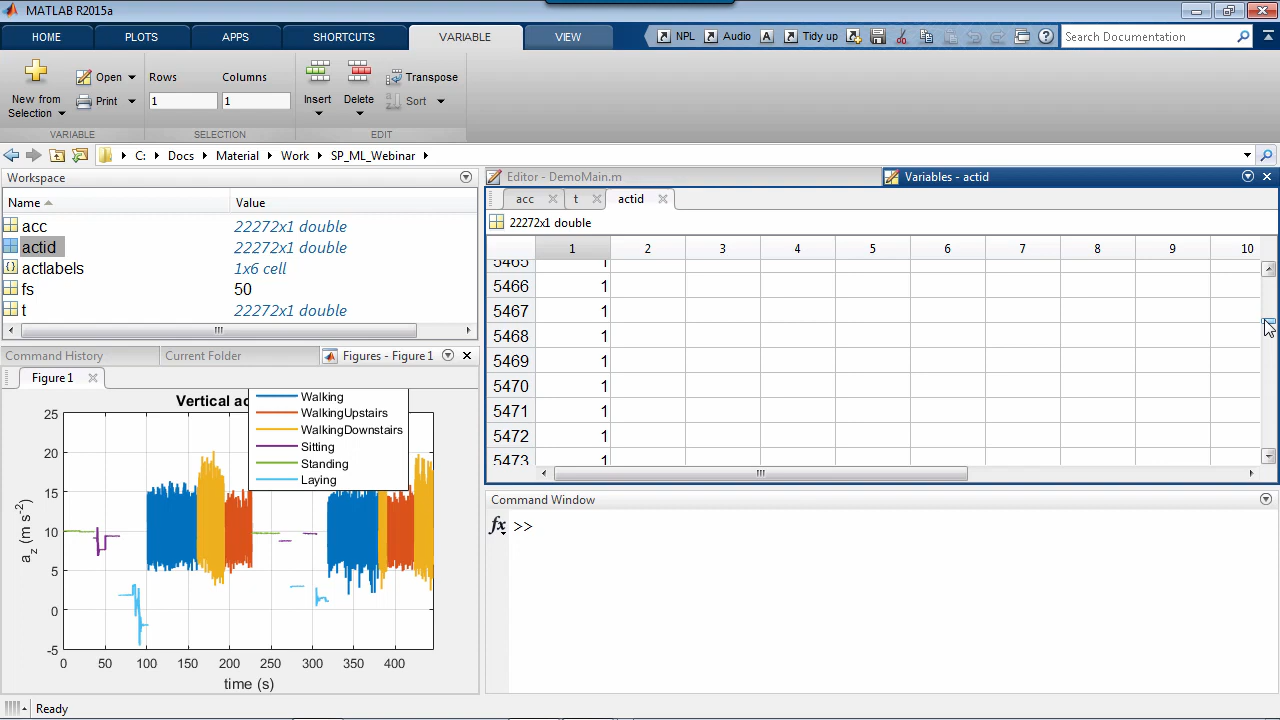 MATLAB R2015a
HOME PLOTS APPS SHORTCUTS VARIABLE VIEW NPL Audio A Tidy up Search Documentation
New from Selection Open Print Rows Columns 1 1 Insert Delete Transpose Sort
VARIABLE SELECTION EDIT
C: Docs Material Work SP_ML_Webinar
Workspace
Name Value
acc 22272x1 double
actid 22272x1 double
actlabels 1x6 cell
fs 50
t 22272x1 double
Command History Current Folder Figures - Figure 1
Figure 1
Vertical ac
Walking
WalkingUpstairs
WalkingDownstairs
Sitting
Standing
Laying
25
20
15
10
5
0
-5
a_z (m s^-2)
0 50 100 150 200 250 300 350 400
time (s)
Editor - DemoMain.m Variables - actid
acc t actid
22272x1 double
1 2 3 4 5 6 7 8 9 10
5465 1
5466 1
5467 1
5468 1
5469 1
5470 1
5471 1
5472 1
5473 1
Command Window
fx >>
Ready